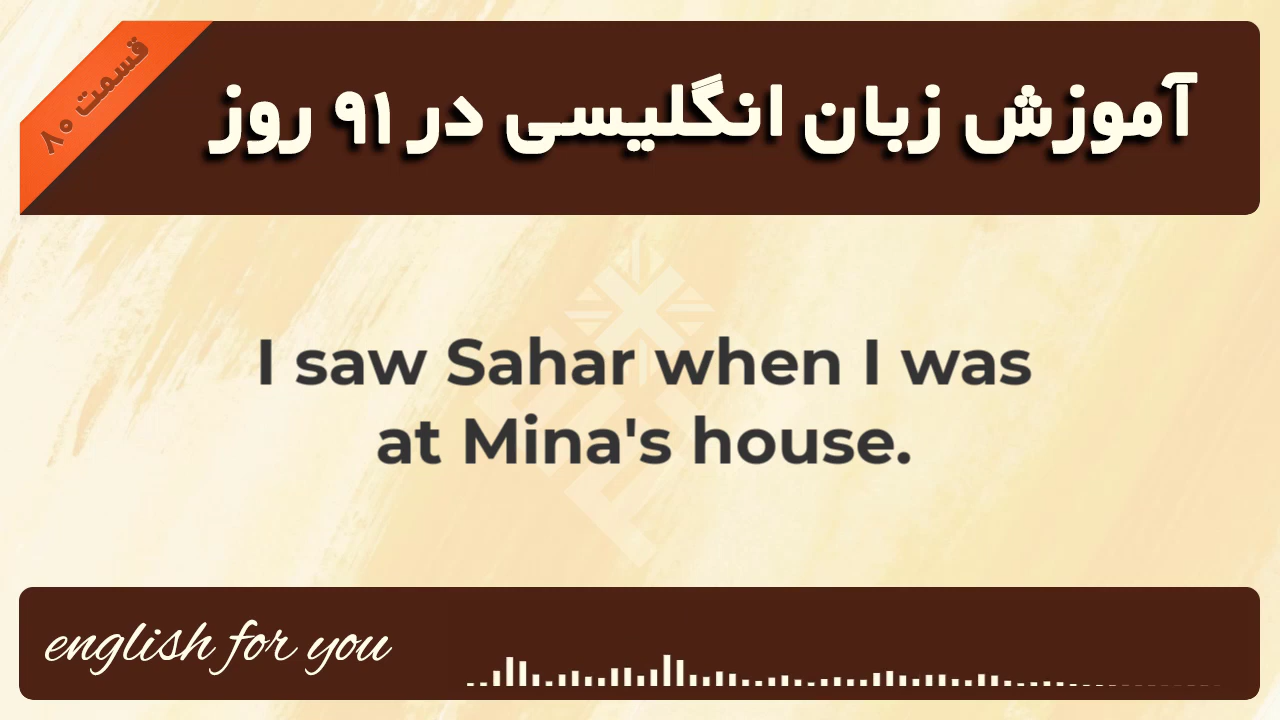 قسمت ۸۰
آموزش زبان انگلیسی در ۹۱ روز
I saw Sahar when I was
at Mina's house.
english for you